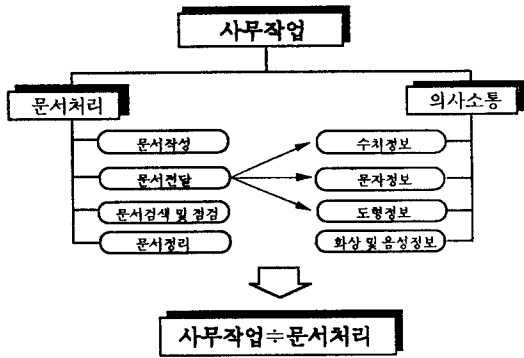 사무작업
문서처리
의사소통
문서작성
수치정보
문서전달
문자정보
문서검색 및 점검
도형정보
문서정리
화상 및 음성정보
사무작업≑문서처리